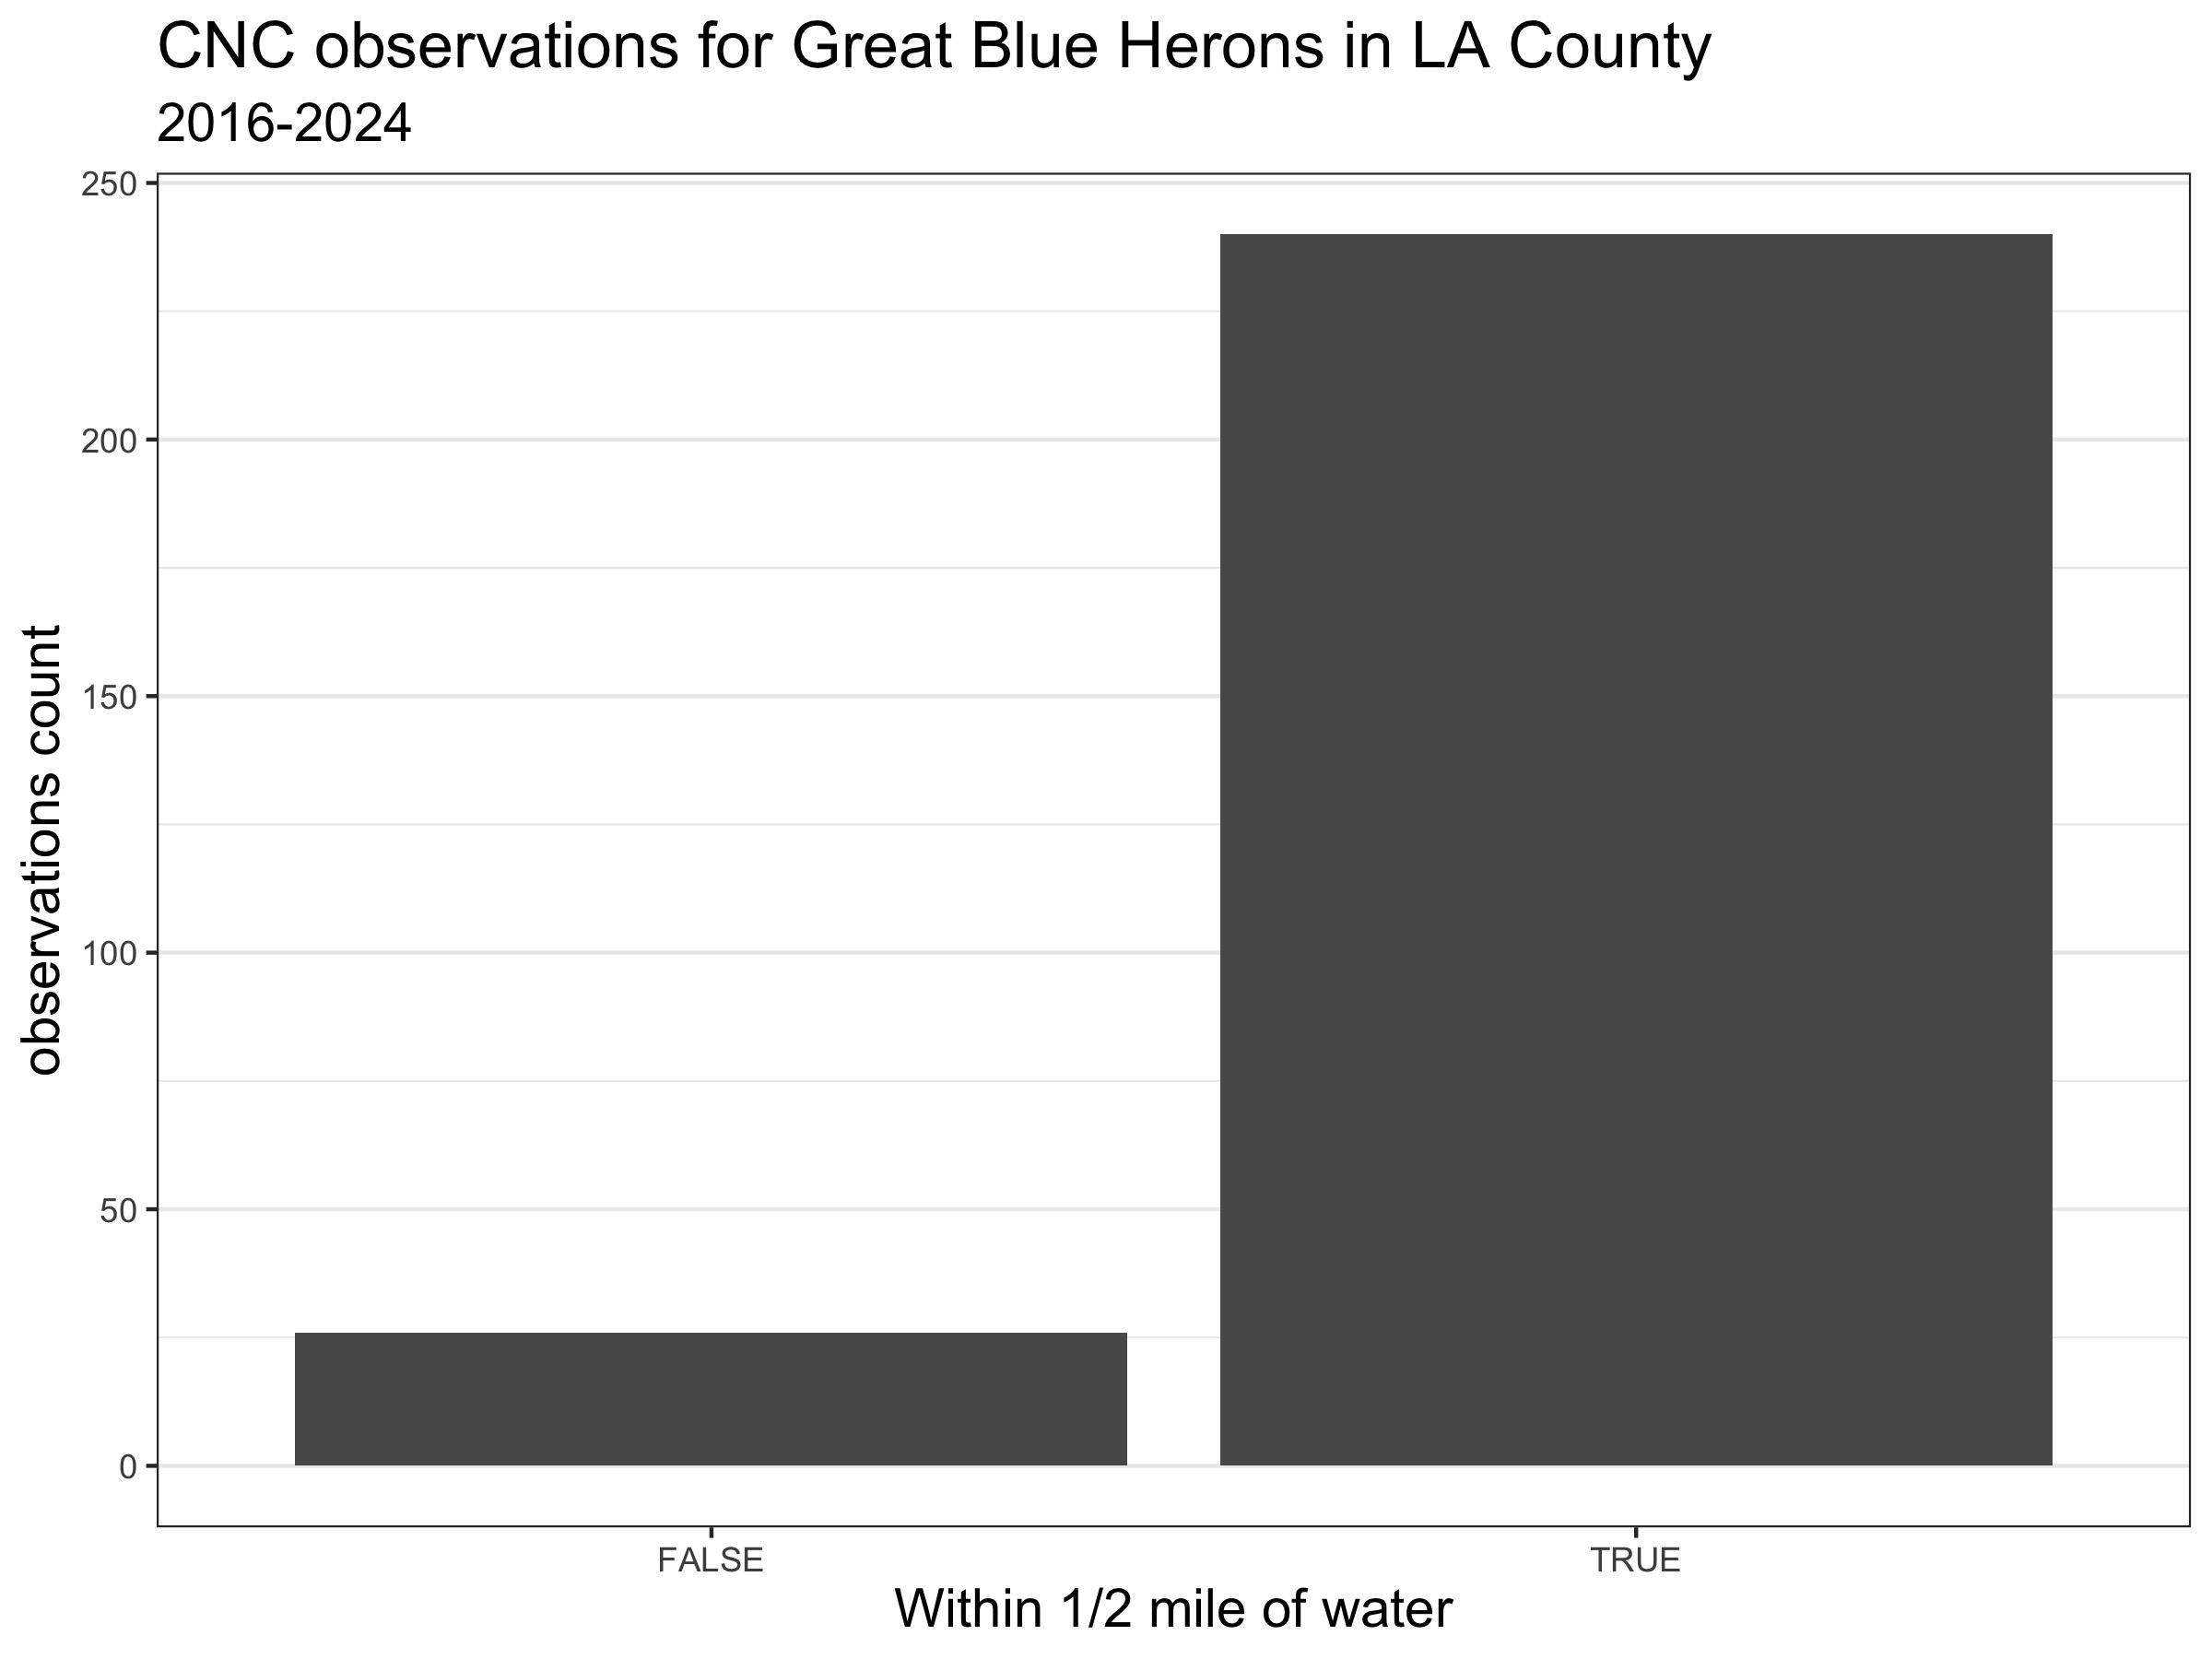 CNC observations for Great Blue Herons in LA County
2016-2024
250
200
150
100
50
0
observations count
FALSE
TRUE
Within 1/2 mile of water